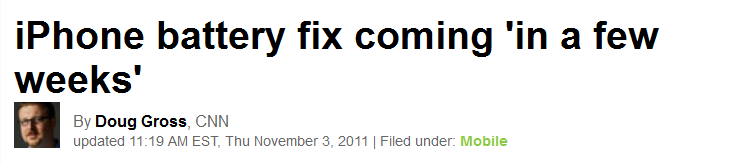 iPhone battery fix coming 'in a few
weeks'
By Doug Gross, CNN
updated 11:19 AM EST, Thu November 3, 2011 | Filed under: Mobile